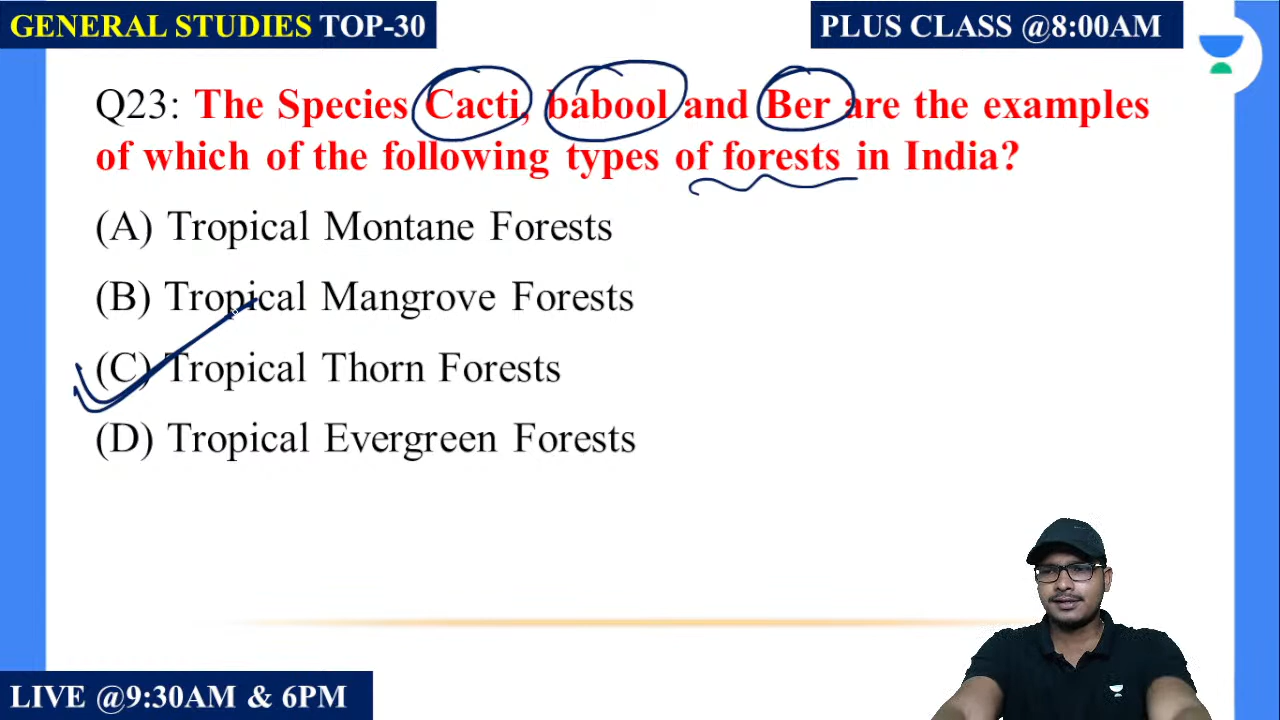 GENERAL STUDIES TOP-30
PLUS CLASS @8:00AM
Q23: The Species Cacti, babool and Ber are the examples
of which of the following types of forests in India?
(A) Tropical Montane Forests
(B) Tropical Mangrove Forests
(C) Tropical Thorn Forests
(D) Tropical Evergreen Forests
LIVE @9:30AM & 6PM